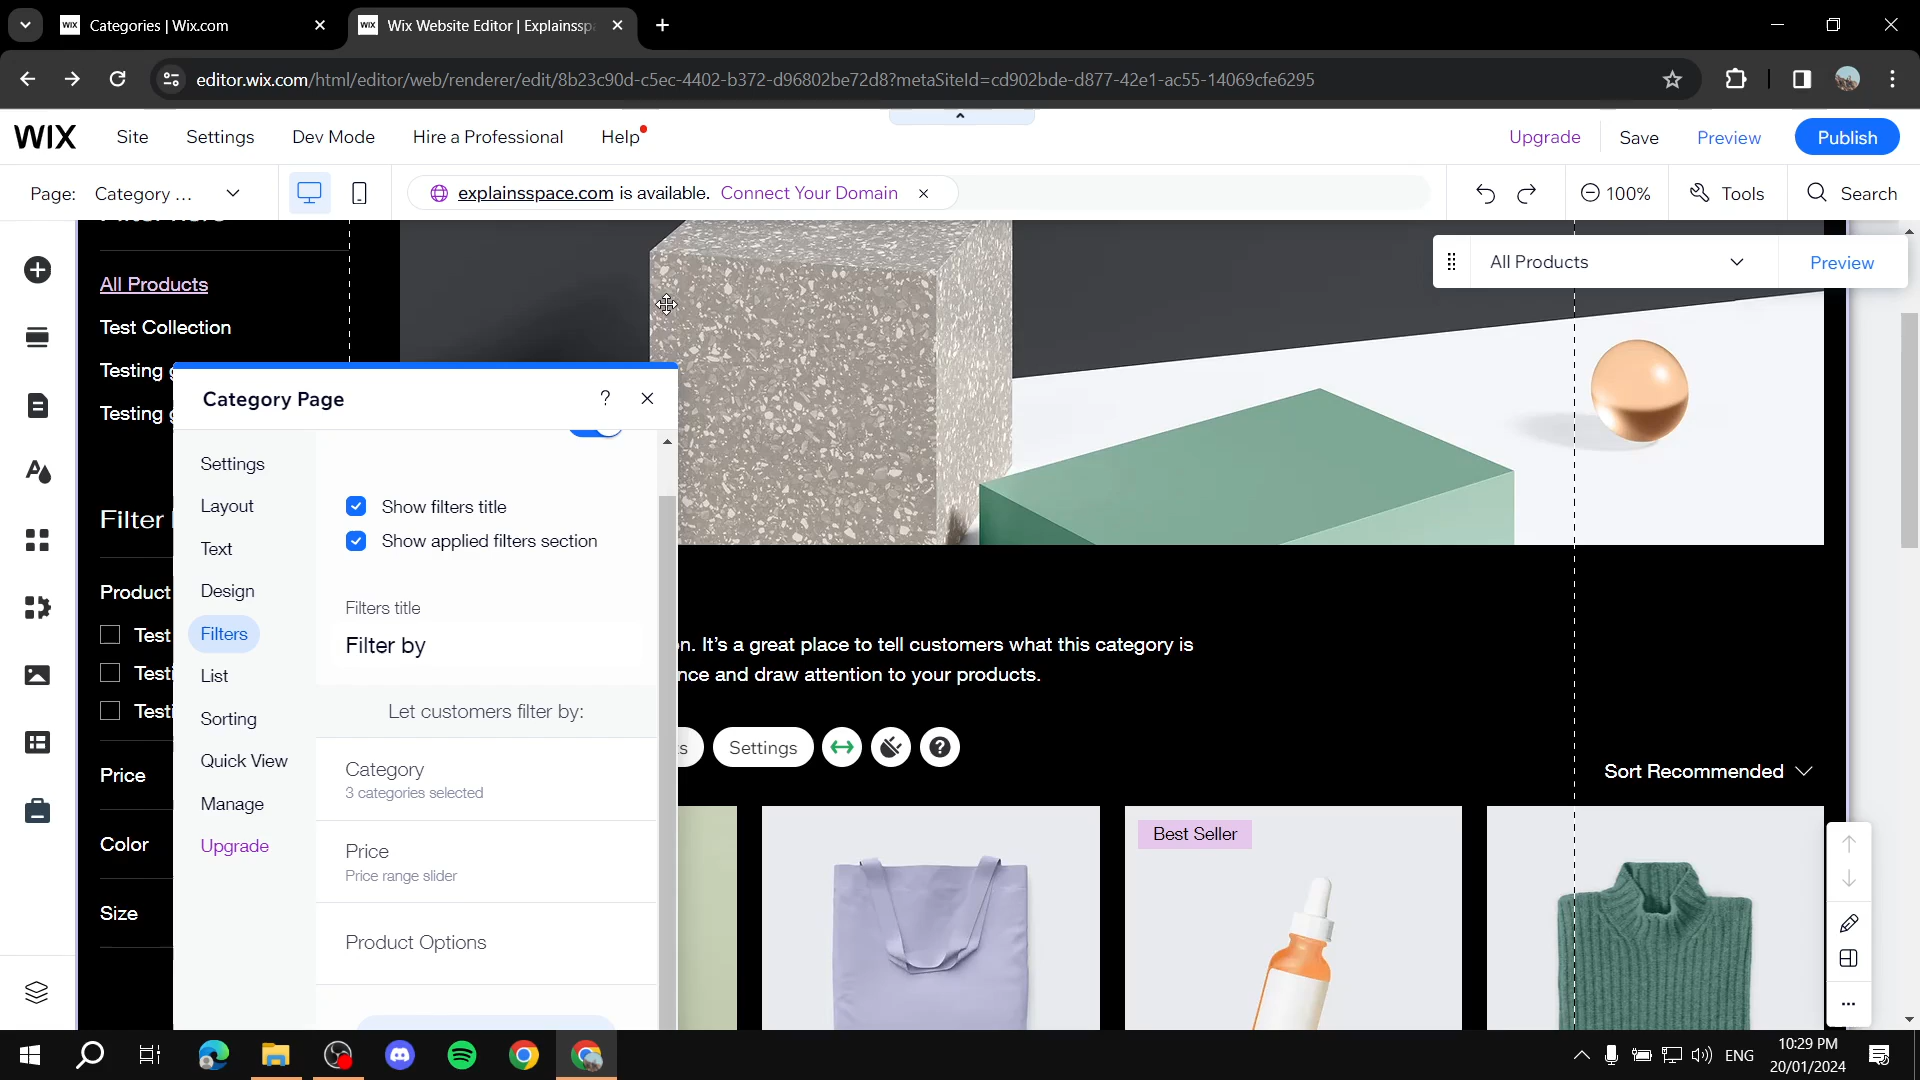 WIX Categories | Wix.com
WIX Wix Website Editor | Explainssp
editor.wix.com/html/editor/web/renderer/edit/8b23c90d-c5ec-4402-b372-d96802be72d8?metaSiteId=cd902bde-d877-42e1-ac55-14069cfe6295
WIX Site Settings Dev Mode Hire a Professional Help Upgrade Save Preview Publish
Page: Category ... explainsspace.com is available. Connect Your Domain 100% Tools Search
All Products Preview
All Products
Test Collection
Testing
Testing
Category Page ?
Settings
Layout
Text
Design
Filters
List
Sorting
Quick View
Manage
Upgrade
Show filters title
Show applied filters section
Filters title
Filter by
Let customers filter by:
Category
3 categories selected
Price
Price range slider
Product Options
Filter
Product
Test
Testi
Testi
Price
Color
Size
on. It's a great place to tell customers what this category is
nce and draw attention to your products.
s Settings ?
Sort Recommended
Best Seller
ENG
10:29 PM
20/01/2024